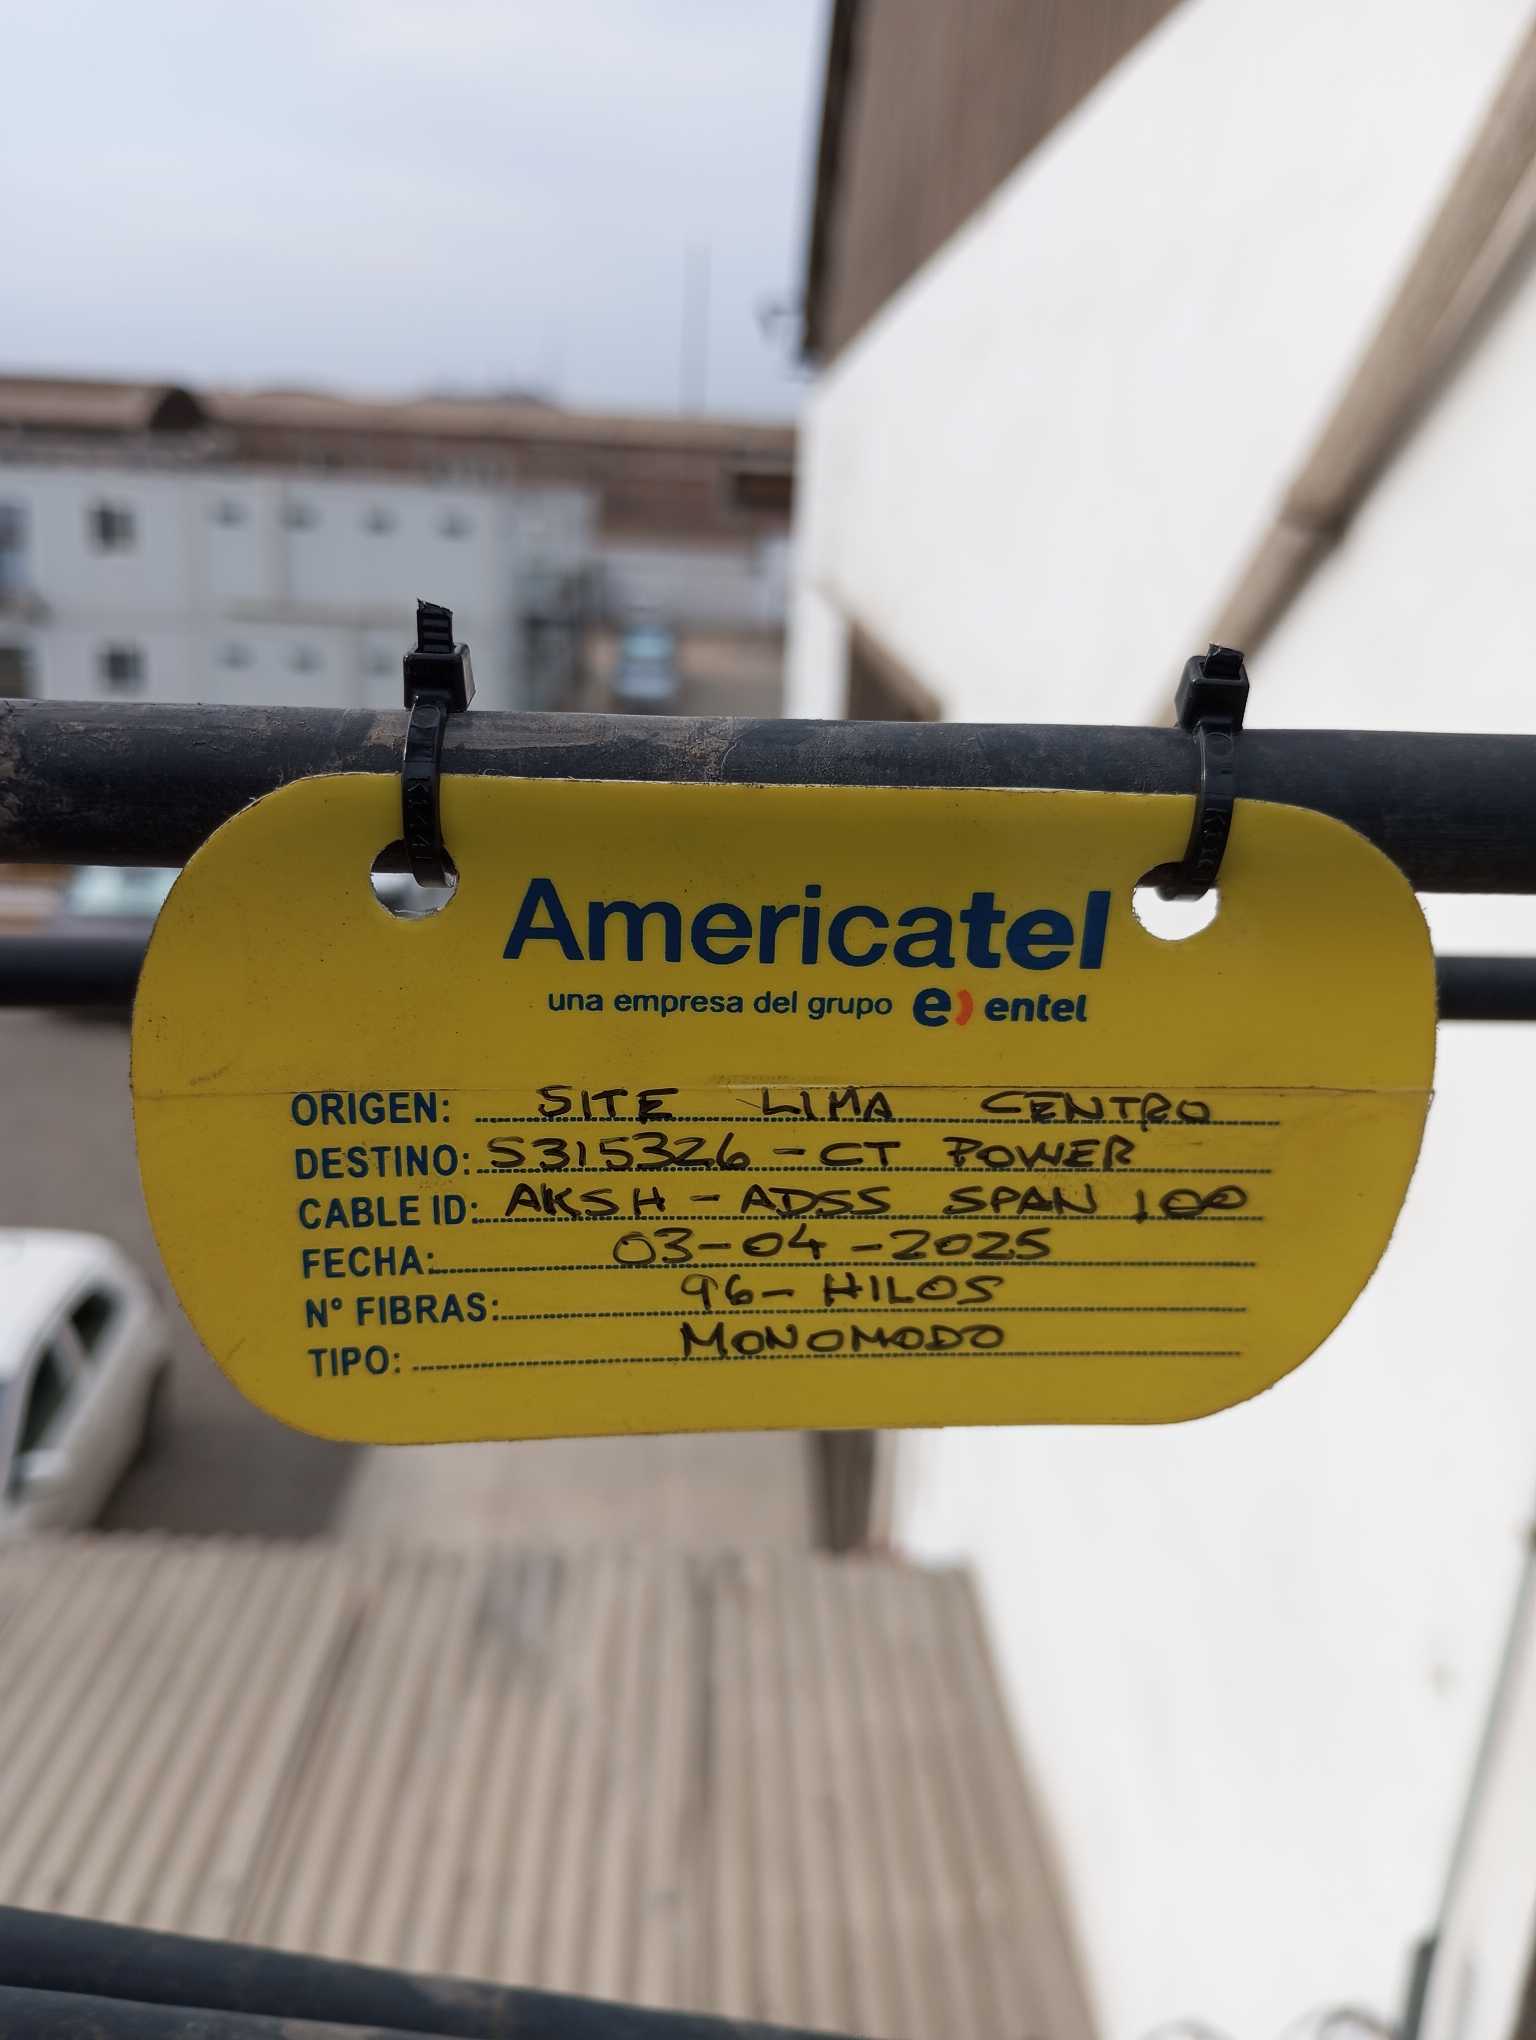 Americatel
una empresa del grupo e) entel
ORIGEN: SITE LIMA CENTRO
DESTINO: S315326 - CT POWER
CABLE ID: AKSH - ADSS SPAN 100
FECHA: 03-04-2025
N° FIBRAS: 96- HILOS
TIPO: MONOMODO